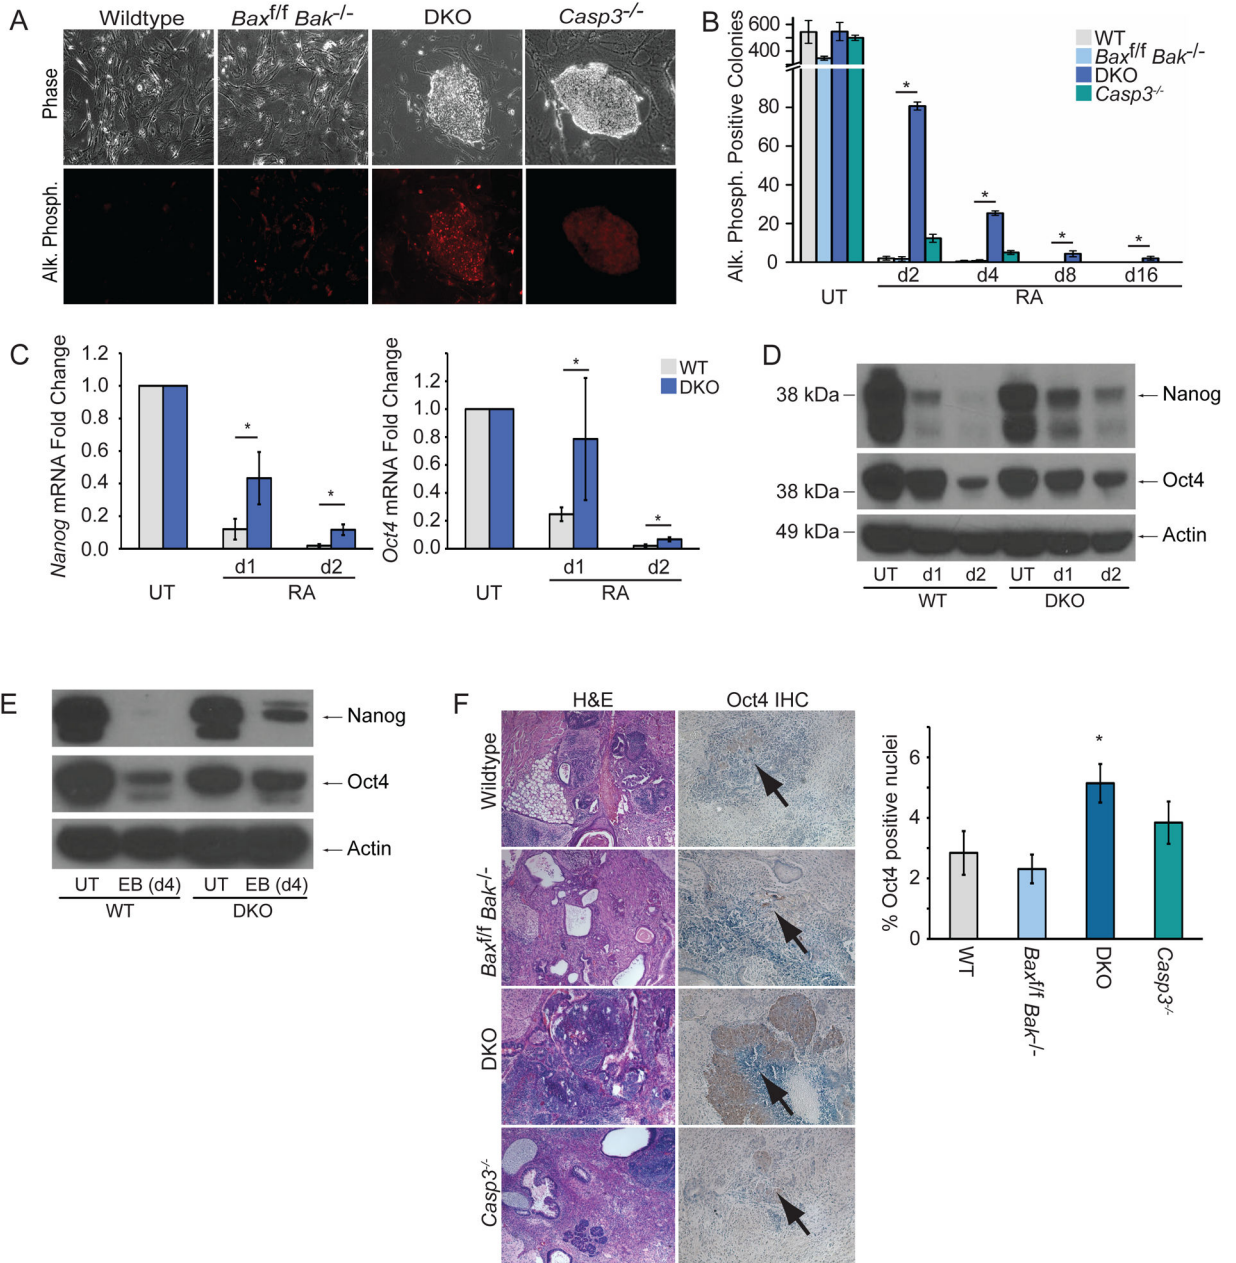 A
Wildtype
Baxf/f Bak-/-
DKO
Casp3-/-
Phase
Alk. Phosph.
B
Alk. Phosph. Positive Colonies
600
400
80
60
40
20
0
WT
Baxf/f Bak-/-
DKO
Casp3-/-
*
*
*
*
d2
d4
d8
d16
UT
RA
C
Nanog mRNA Fold Change
1.2
1.0
0.8
0.6
0.4
0.2
0.0
*
*
d1
d2
UT
RA
Oct4 mRNA Fold Change
1.2
1.0
0.8
0.6
0.4
0.2
0.0
*
*
WT
DKO
d1
d2
UT
RA
D
38 kDa
Nanog
38 kDa
Oct4
49 kDa
Actin
UT d1 d2 UT d1 d2
WT DKO
E
Nanog
Oct4
Actin
UT EB (d4) UT EB (d4)
WT DKO
F
H&E
Oct4 IHC
Wildtype
Baxf/f Bak-/-
DKO
Casp3-/-
% Oct4 positive nuclei
6
4
2
0
*
WT
Baxf/f Bak-/-
DKO
Casp3-/-